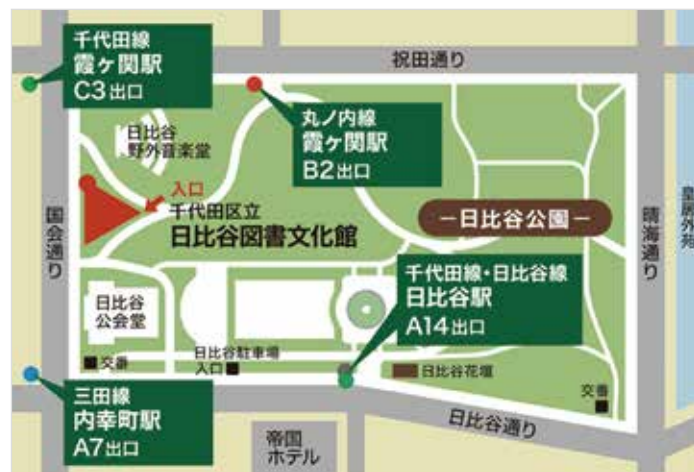 千代田線
霞ヶ関駅
C3出口
祝田通り
丸ノ内線
霞ヶ関駅
B2出口
日比谷
野外音楽堂
入口
千代田区立
日比谷図書文化館
ー日比谷公園ー
国会通り
晴海通り
皇居外苑
千代田線・日比谷線
日比谷駅
A14出口
日比谷
公会堂
交番
日比谷駐車場
入口
日比谷花壇
交番
三田線
内幸町駅
A7出口
日比谷通り
帝国
ホテル